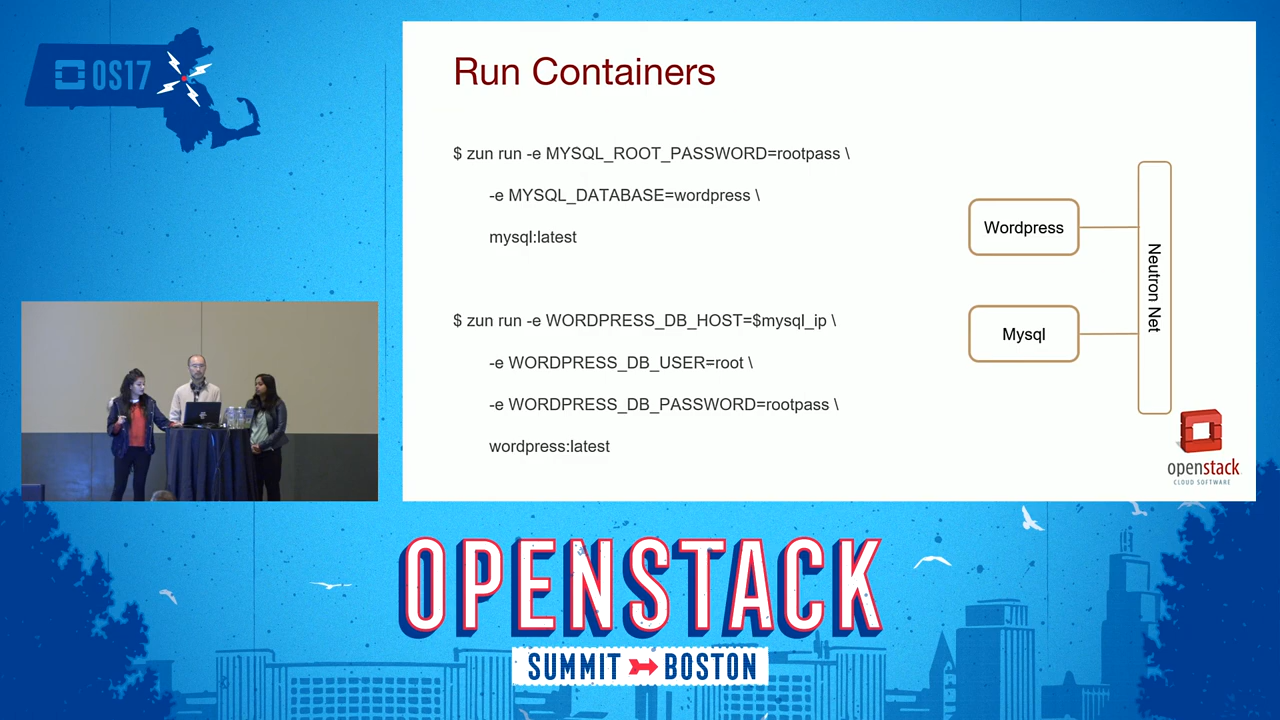 OS17
Run Containers
$ zun run -e MYSQL_ROOT_PASSWORD=rootpass \
-e MYSQL_DATABASE=wordpress \
mysql:latest
$ zun run -e WORDPRESS_DB_HOST=$mysql_ip \
-e WORDPRESS_DB_USER=root \
-e WORDPRESS_DB_PASSWORD=rootpass \
wordpress:latest
Wordpress
Mysql
Neutron Net
openstack
CLOUD SOFTWARE
OPENSTACK
SUMMIT BOSTON